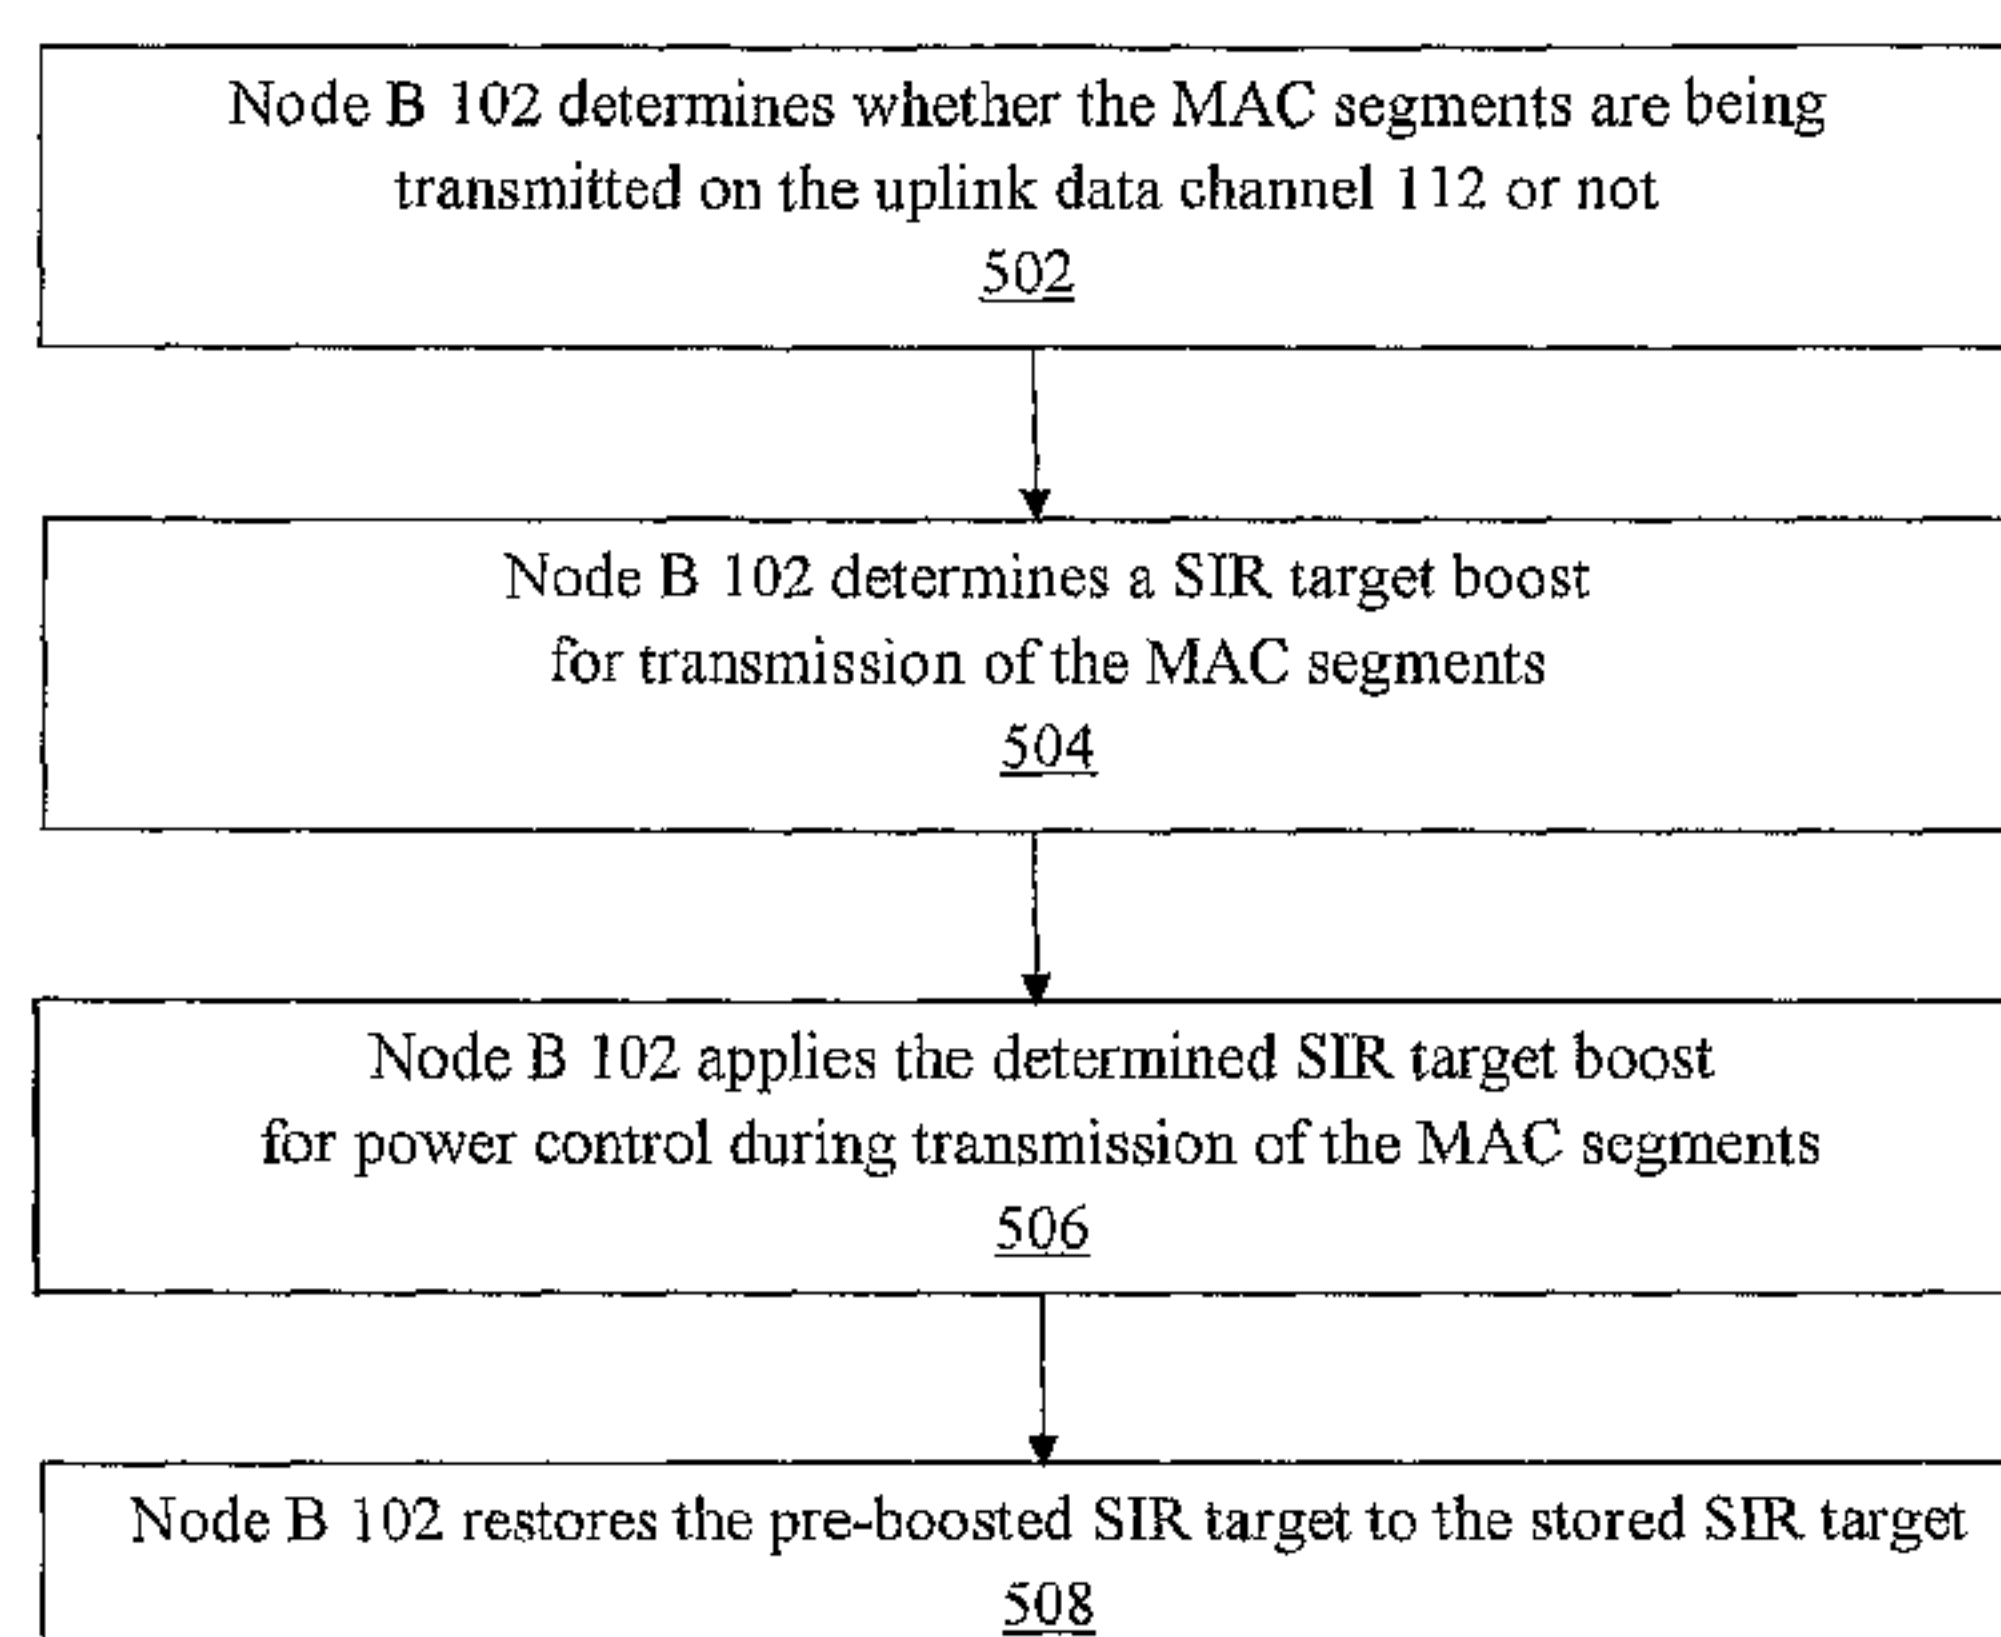 Node B 102 determines whether the MAC segments are being
transmitted on the uplink data channel 112 or not
502
Node B 102 determines a SIR target boost
for transmission of the MAC segments
504
Node B 102 applies the determined SIR target boost
for power control during transmission of the MAC segments
506
Node B 102 restores the pre-boosted SIR target to the stored SIR target
508